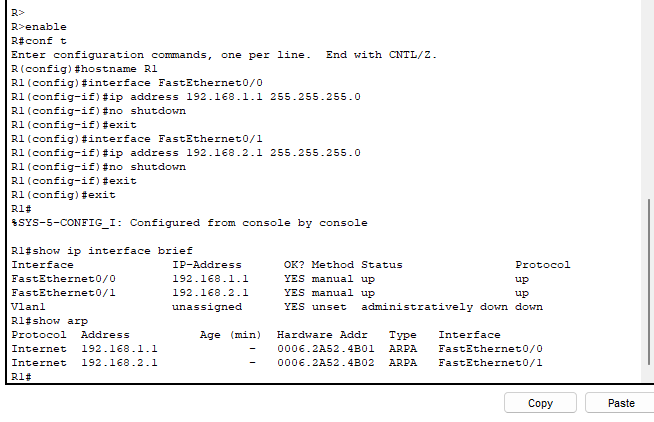 R>
R>enable
R#conf t
Enter configuration commands, one per line.  End with CNTL/Z.
R(config)#hostname R1
R1(config)#interface FastEthernet0/0
R1(config-if)#ip address 192.168.1.1 255.255.255.0
R1(config-if)#no shutdown
R1(config-if)#exit
R1(config)#interface FastEthernet0/1
R1(config-if)#ip address 192.168.2.1 255.255.255.0
R1(config-if)#no shutdown
R1(config-if)#exit
R1(config)#exit
R1#
%SYS-5-CONFIG_I: Configured from console by console
R1#show ip interface brief
Interface              IP-Address      OK? Method Status                Protocol
FastEthernet0/0        192.168.1.1     YES manual up                    up
FastEthernet0/1        192.168.2.1     YES manual up                    up
Vlan1                  unassigned      YES unset  administratively down down
R1#show arp
Protocol  Address          Age (min)  Hardware Addr   Type   Interface
Internet  192.168.1.1             -   0006.2A52.4B01  ARPA   FastEthernet0/0
Internet  192.168.2.1             -   0006.2A52.4B02  ARPA   FastEthernet0/1
R1#
Copy Paste